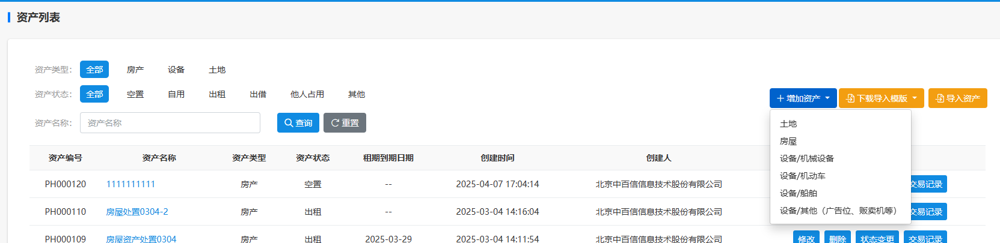 资产列表
资产类型: 全部 房产 设备 土地
资产状态: 全部 空置 自用 出租 出借 他人占用 其他
增加资产 下载导入模版 导入资产
资产名称: 资产名称 查询 重置
土地
房屋
设备/机械设备
设备/机动车
设备/船舶
设备/其他（广告位、贩卖机等）
资产编号 资产名称 资产类型 资产状态 租期到期日期 创建时间 创建人
PH000120 1111111111 房产 空置 -- 2025-04-07 17:04:14 北京中百信信息技术股份有限公司 交易记录
PH000110 房屋处置0304-2 房产 出租 -- 2025-03-04 14:16:04 北京中百信信息技术股份有限公司 交易记录
PH000109 房屋资产处置0304 房产 出租 2025-03-29 2025-03-04 14:11:54 北京中百信信息技术股份有限公司 修改 删除 状态变更 交易记录